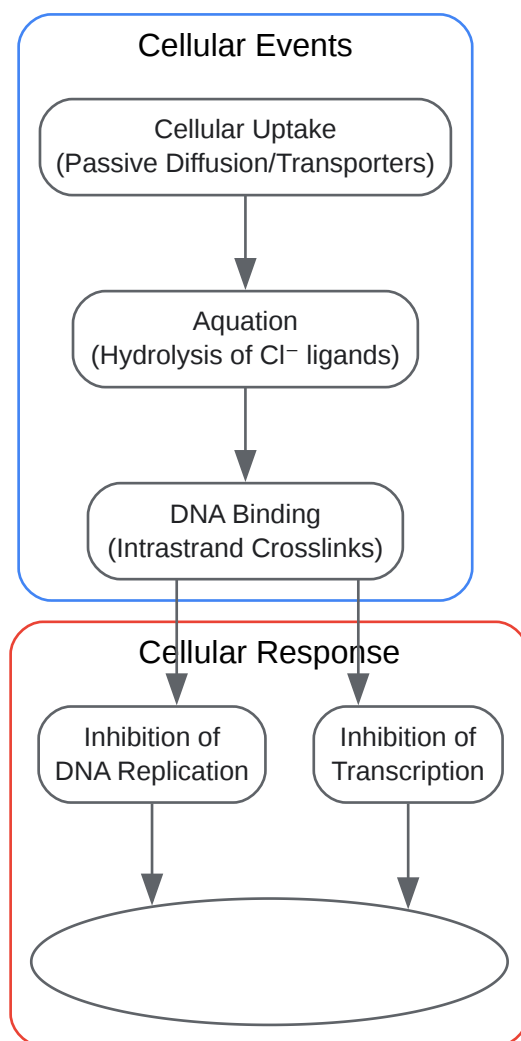 Cellular Events
Cellular Uptake
(Passive Diffusion/Transporters)
Aquation
(Hydrolysis of Cl⁻ ligands)
DNA Binding
(Intrastrand Crosslinks)
Cellular Response
Inhibition of
DNA Replication
Inhibition of
Transcription